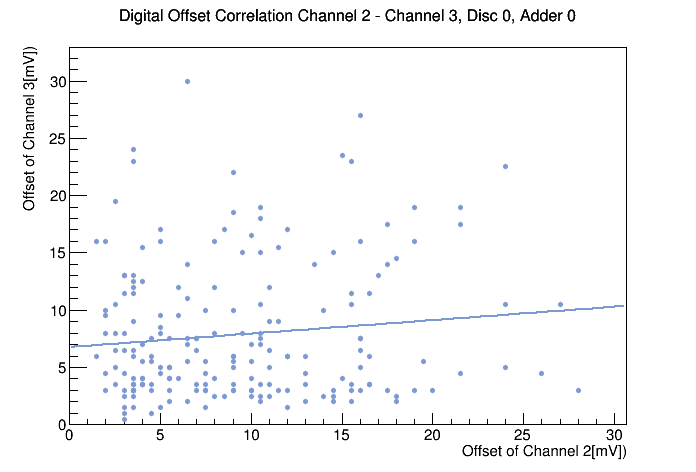 Digital Offset Correlation Channel 2 - Channel 3, Disc 0, Adder 0
Offset of Channel 3[mV])
30
25
20
15
10
5
0
0 5 10 15 20 25 30
Offset of Channel 2[mV])